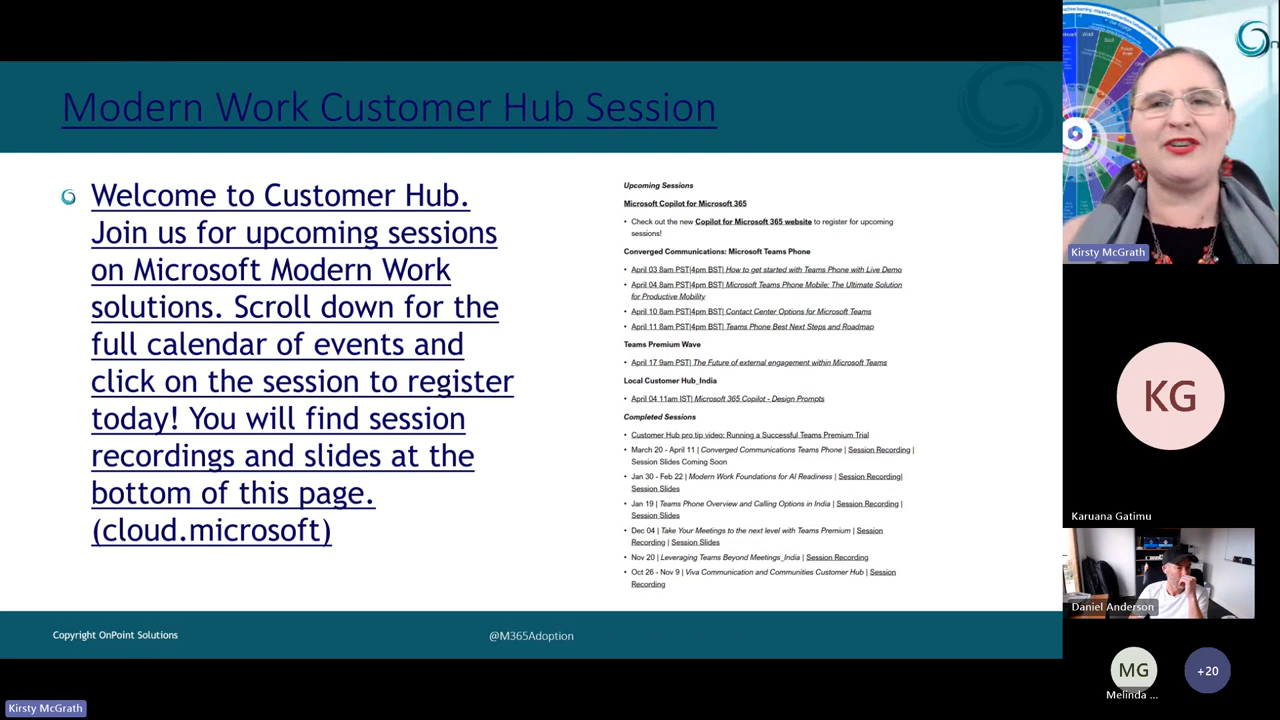 Modern Work Customer Hub Session
Welcome to Customer Hub.
Join us for upcoming sessions
on Microsoft Modern Work
solutions. Scroll down for the
full calendar of events and
click on the session to register
today! You will find session
recordings and slides at the
bottom of this page.
(cloud.microsoft)
Upcoming Sessions
Microsoft Copilot for Microsoft 365
• Check out the new Copilot for Microsoft 365 website to register for upcoming
sessions!
Converged Communications: Microsoft Teams Phone
• April 03 8am PST|4pm BST| How to get started with Teams Phone with Live Demo
• April 04 8am PST|4pm BST| Microsoft Teams Phone Mobile: The Ultimate Solution
for Productive Mobility
• April 10 8am PST|4pm BST| Contact Center Options for Microsoft Teams
• April 11 8am PST|4pm BST| Teams Phone Best Next Steps and Roadmap
Teams Premium Wave
• April 17 9am PST| The Future of external engagement within Microsoft Teams
Local Customer Hub_India
• April 04 11am IST| Microsoft 365 Copilot - Design Prompts
Completed Sessions
• Customer Hub pro tip video: Running a Successful Teams Premium Trial
• March 20 - April 11 | Converged Communications Teams Phone | Session Recording |
Session Slides Coming Soon
• Jan 30 - Feb 22 | Modern Work Foundations for AI Readiness | Session Recording|
Session Slides
• Jan 19 | Teams Phone Overview and Calling Options in India | Session Recording |
Session Slides
• Dec 04 | Take Your Meetings to the next level with Teams Premium | Session
Recording | Session Slides
• Nov 20 | Leveraging Teams Beyond Meetings_India | Session Recording
• Oct 26 - Nov 9 | Viva Communication and Communities Customer Hub | Session
Recording
Copyright OnPoint Solutions
@M365Adoption
Kirsty McGrath
Kirsty McGrath
KG
Karuana Gatimu
Daniel Anderson
MG
Melinda ...
+20